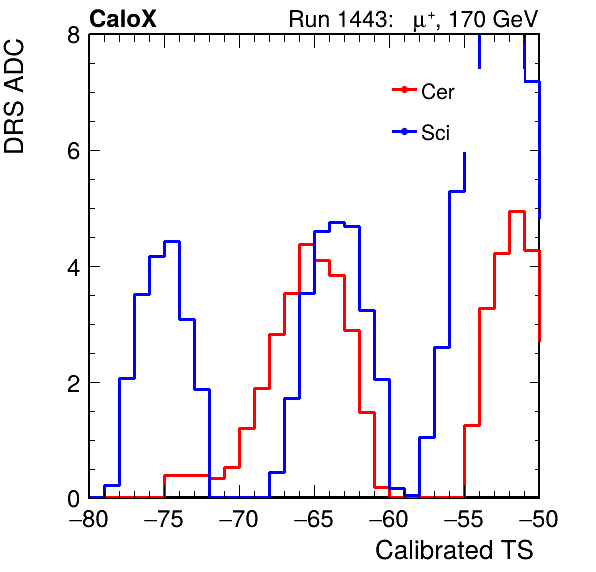 CaloX Run 1443: μ⁺, 170 GeV
DRS ADC
8
6
4
2
0
Cer
Sci
−80 −75 −70 −65 −60 −55 −50
Calibrated TS